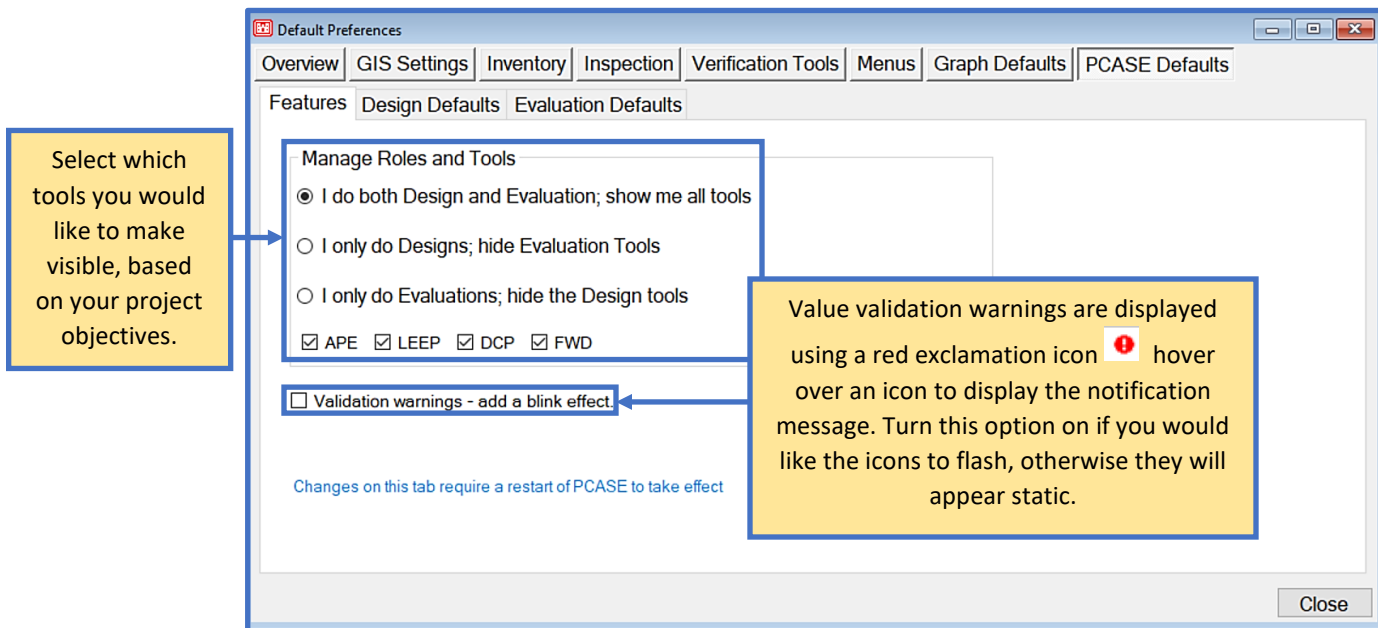 Default Preferences
Overview GIS Settings Inventory Inspection Verification Tools Menus Graph Defaults PCASE Defaults
Features Design Defaults Evaluation Defaults
Select which
tools you would
like to make
visible, based
on your project
objectives.
Manage Roles and Tools
I do both Design and Evaluation; show me all tools
I only do Designs; hide Evaluation Tools
I only do Evaluations; hide the Design tools
APE LEEP DCP FWD
Validation warnings - add a blink effect.
Value validation warnings are displayed
using a red exclamation icon hover
over an icon to display the notification
message. Turn this option on if you would
like the icons to flash, otherwise they will
appear static.
Changes on this tab require a restart of PCASE to take effect
Close